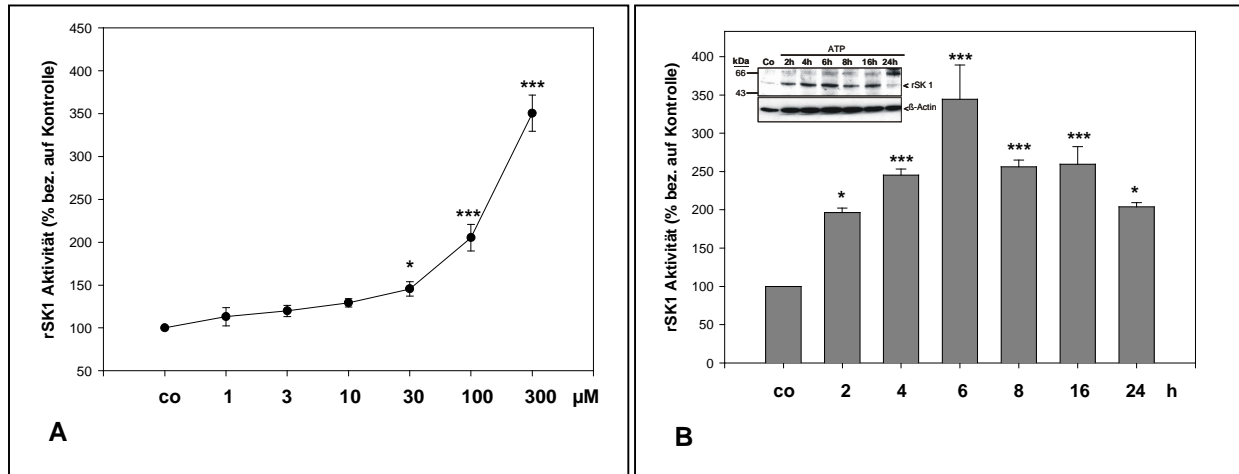 450
400
350
300
250
200
150
100
50
rSK1 Aktivität (% bez. auf Kontrolle)
***
***
*
co 1 3 10 30 100 300 µM
A
400
350
300
250
200
150
100
50
0
rSK1 Aktivität (% bez. auf Kontrolle)
ATP
kDa Co 2h 4h 6h 8h 16h 24h
66
43
rSK 1
ß-Actin
***
***
***
***
*
*
co 2 4 6 8 16 24 h
B